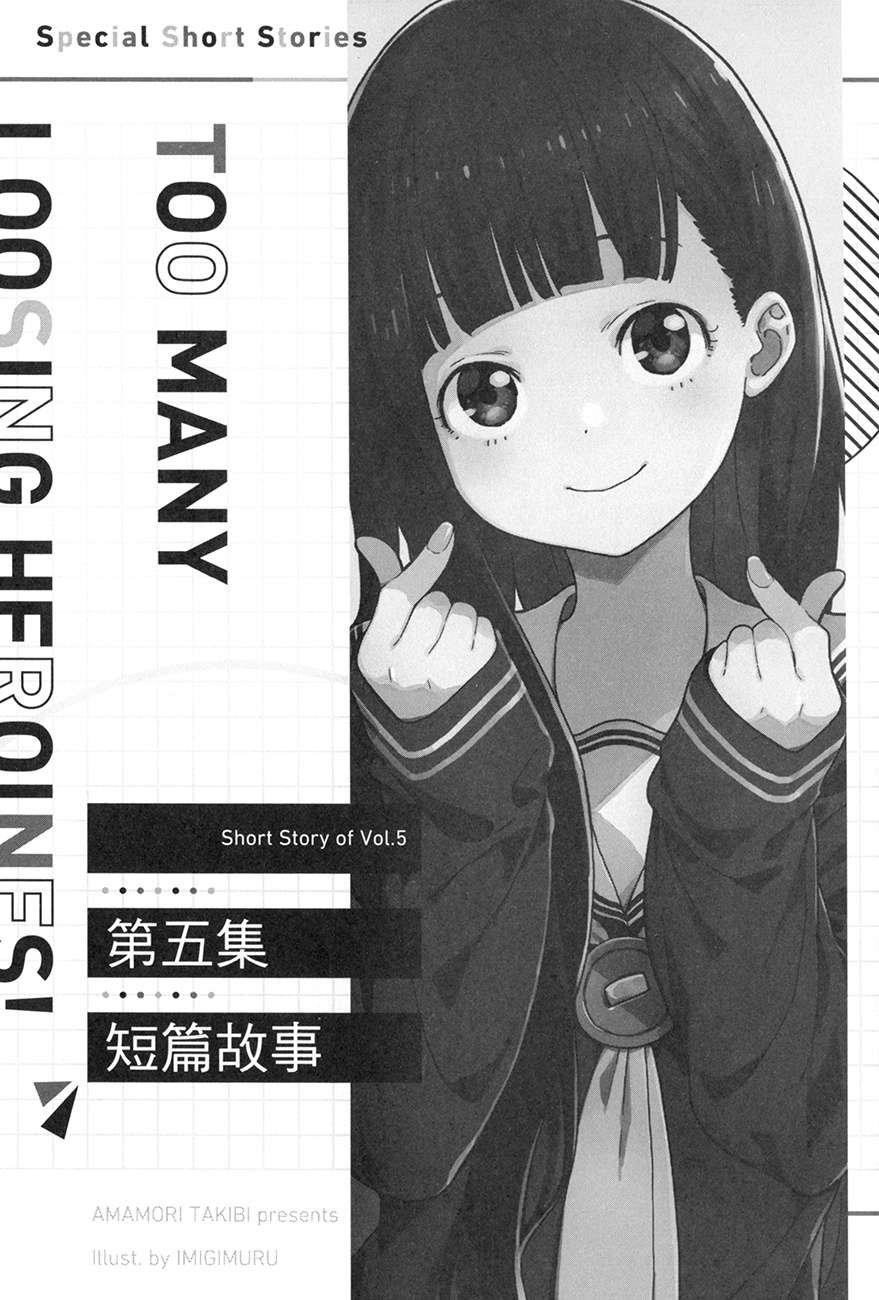 Special Short Stories
TOO MANY
LOOSING HEROINES!
Short Story of Vol.5
第五集
短篇故事
AMAMORI TAKIBI presents
Illust. by IMIGIMURU